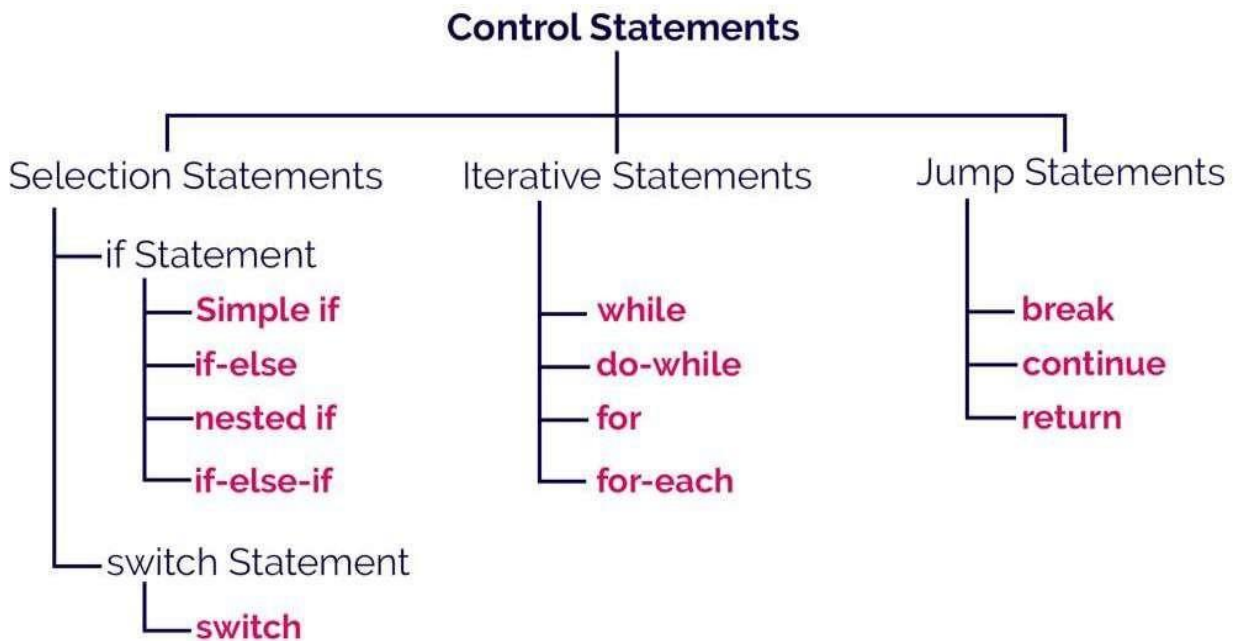 Control Statements
Selection Statements
if Statement
Simple if
if-else
nested if
if-else-if
switch Statement
switch
Iterative Statements
while
do-while
for
for-each
Jump Statements
break
continue
return